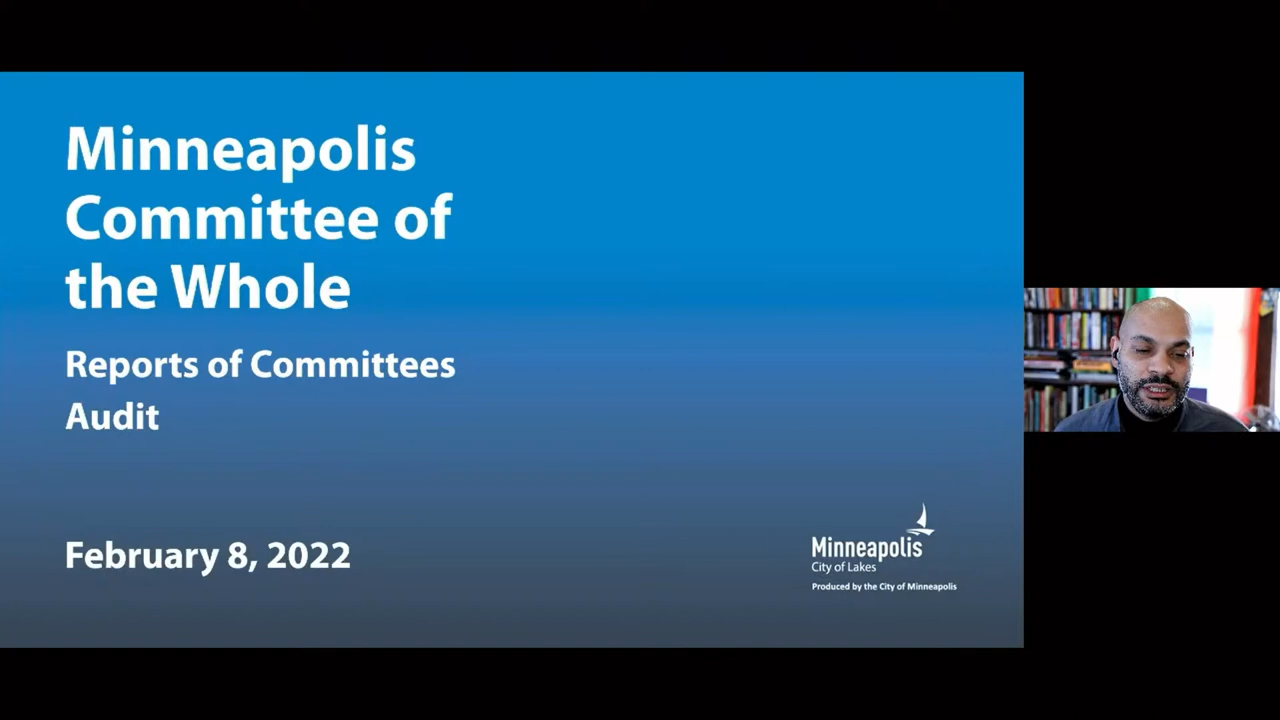 Minneapolis
Committee of
the Whole
Reports of Committees
Audit
February 8, 2022
Minneapolis
City of Lakes
Produced by the City of Minneapolis